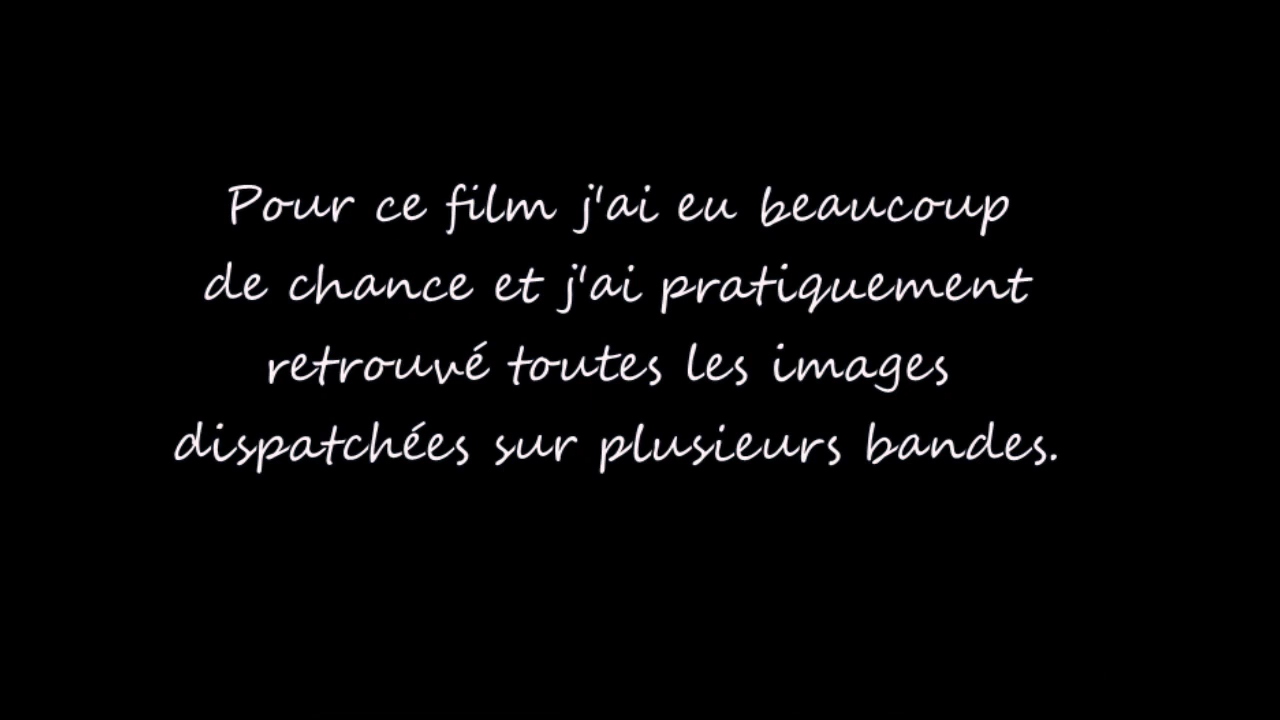 Pour ce film j'ai eu beaucoup
de chance et j'ai pratiquement
retrouvé toutes les images
dispatchées sur plusieurs bandes.